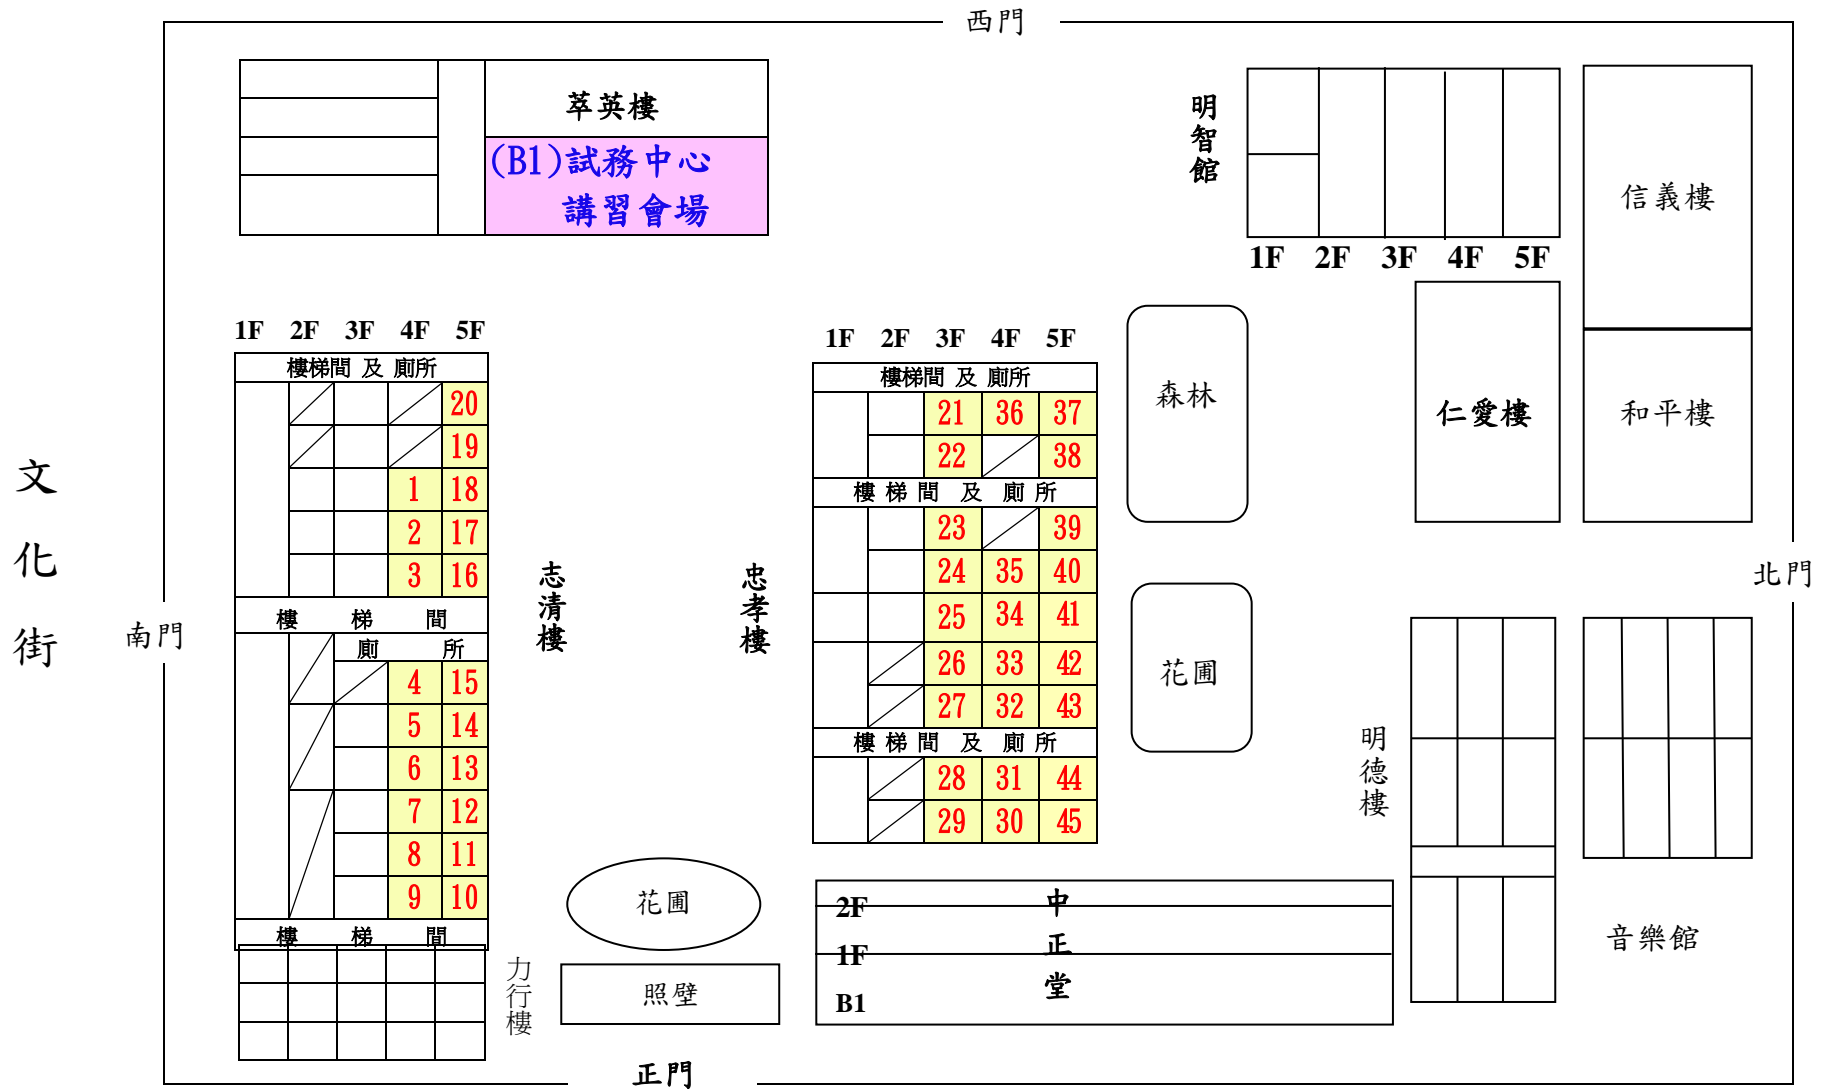 西門
萃英樓
(B1)試務中心
講習會場
明智館
信義樓
1F 2F 3F 4F 5F
1F 2F 3F 4F 5F
樓梯間 及 廁所
20
19
1 18
2 17
3 16
樓 梯 間
廁 所
4 15
5 14
6 13
7 12
8 11
9 10
樓 梯 間
志清樓
忠孝樓
1F 2F 3F 4F 5F
樓梯間 及 廁所
21 36 37
22 38
樓 梯 間 及 廁 所
23 39
24 35 40
25 34 41
26 33 42
27 32 43
樓 梯 間 及 廁 所
28 31 44
29 30 45
森林
仁愛樓
和平樓
文化街
南門
北門
花圃
明德樓
花圃
力行樓
照壁
2F
1F
B1
中正堂
音樂館
正門